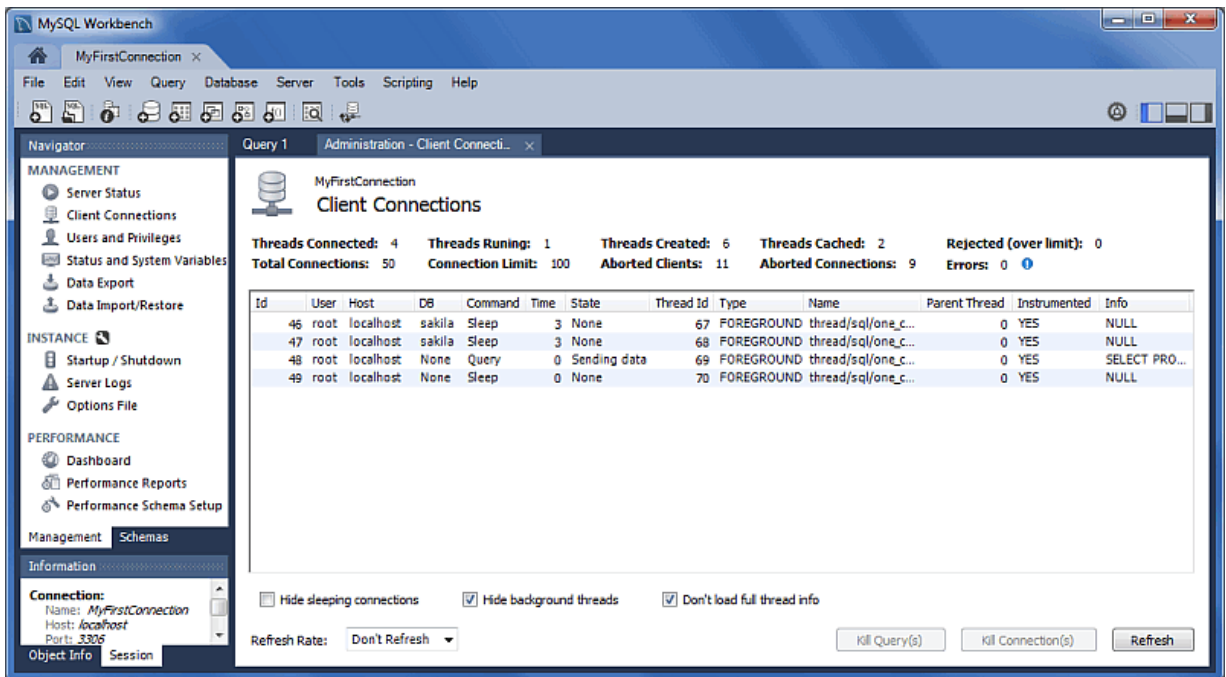 MySQL Workbench
MyFirstConnection
File Edit View Query Database Server Tools Scripting Help
Navigator
MANAGEMENT
Server Status
Client Connections
Users and Privileges
Status and System Variables
Data Export
Data Import/Restore
INSTANCE
Startup / Shutdown
Server Logs
Options File
PERFORMANCE
Dashboard
Performance Reports
Performance Schema Setup
Management Schemas
Information
Connection:
Name: MyFirstConnection
Host: localhost
Port: 3306
Object Info Session
Query 1 Administration - Client Connecti...
MyFirstConnection
Client Connections
Threads Connected: 4 Threads Runing: 1 Threads Created: 6 Threads Cached: 2 Rejected (over limit): 0
Total Connections: 50 Connection Limit: 100 Aborted Clients: 11 Aborted Connections: 9 Errors: 0
Id User Host DB Command Time State Thread Id Type Name Parent Thread Instrumented Info
46 root localhost sakila Sleep 3 None 67 FOREGROUND thread/sql/one_c... 0 YES NULL
47 root localhost sakila Sleep 3 None 68 FOREGROUND thread/sql/one_c... 0 YES NULL
48 root localhost None Query 0 Sending data 69 FOREGROUND thread/sql/one_c... 0 YES SELECT PRO...
49 root localhost None Sleep 0 None 70 FOREGROUND thread/sql/one_c... 0 YES NULL
Hide sleeping connections Hide background threads Don't load full thread info
Refresh Rate: Don't Refresh Kill Query(s) Kill Connection(s) Refresh